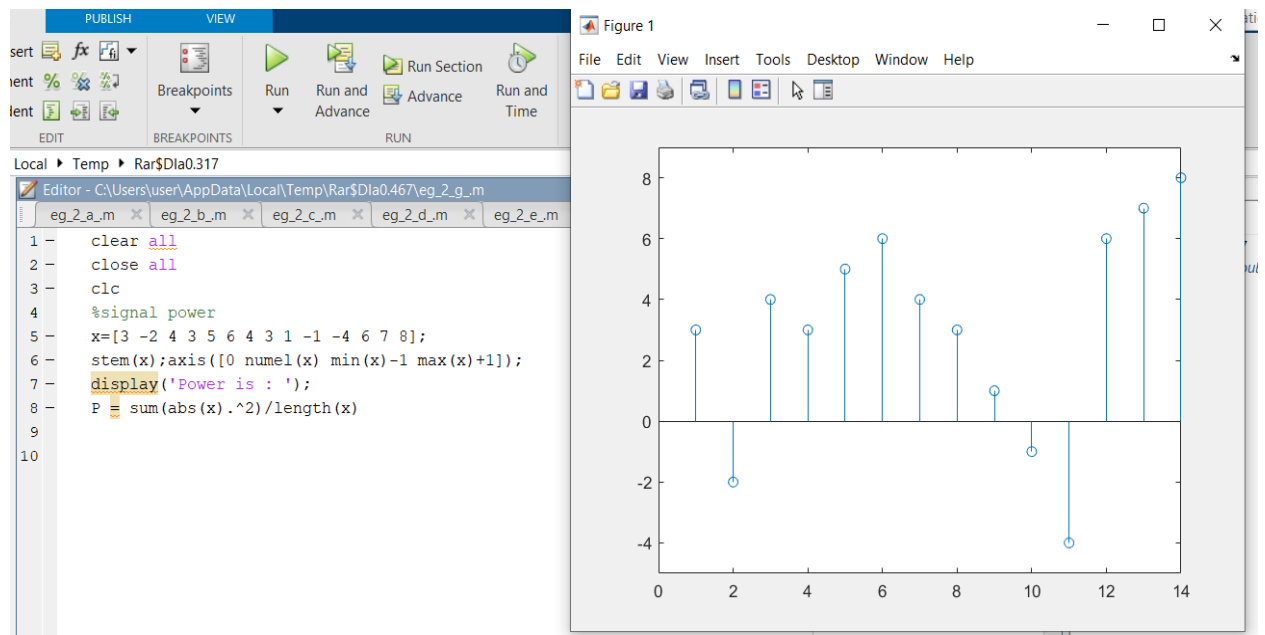 PUBLISH VIEW
sert fx fi
Breakpoints Run Run and Advance Run Section Advance Run and Time
EDIT BREAKPOINTS RUN
Local Temp Rar$DIa0.317
Editor - C:\Users\user\AppData\Local\Temp\Rar$DIa0.467\eg_2_g_.m
eg_2_a_.m eg_2_b_.m eg_2_c_.m eg_2_d_.m eg_2_e_.m
1 clear all
2 close all
3 clc
4 %signal power
5 x=[3 -2 4 3 5 6 4 3 1 -1 -4 6 7 8];
6 stem(x);axis([0 numel(x) min(x)-1 max(x)+1]);
7 display('Power is : ');
8 P = sum(abs(x).^2)/length(x)
9
10
Figure 1
File Edit View Insert Tools Desktop Window Help
8
6
4
2
0
-2
-4
0 2 4 6 8 10 12 14